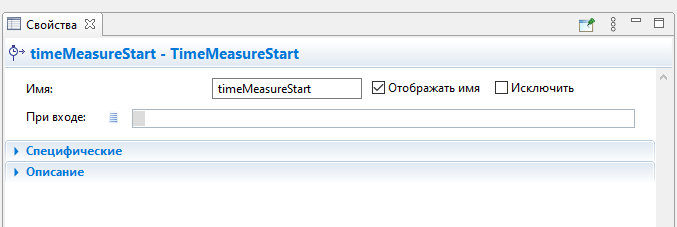 Свойства
timeMeasureStart - TimeMeasureStart
Имя: timeMeasureStart Отображать имя Исключить
При входе:
Специфические
Описание